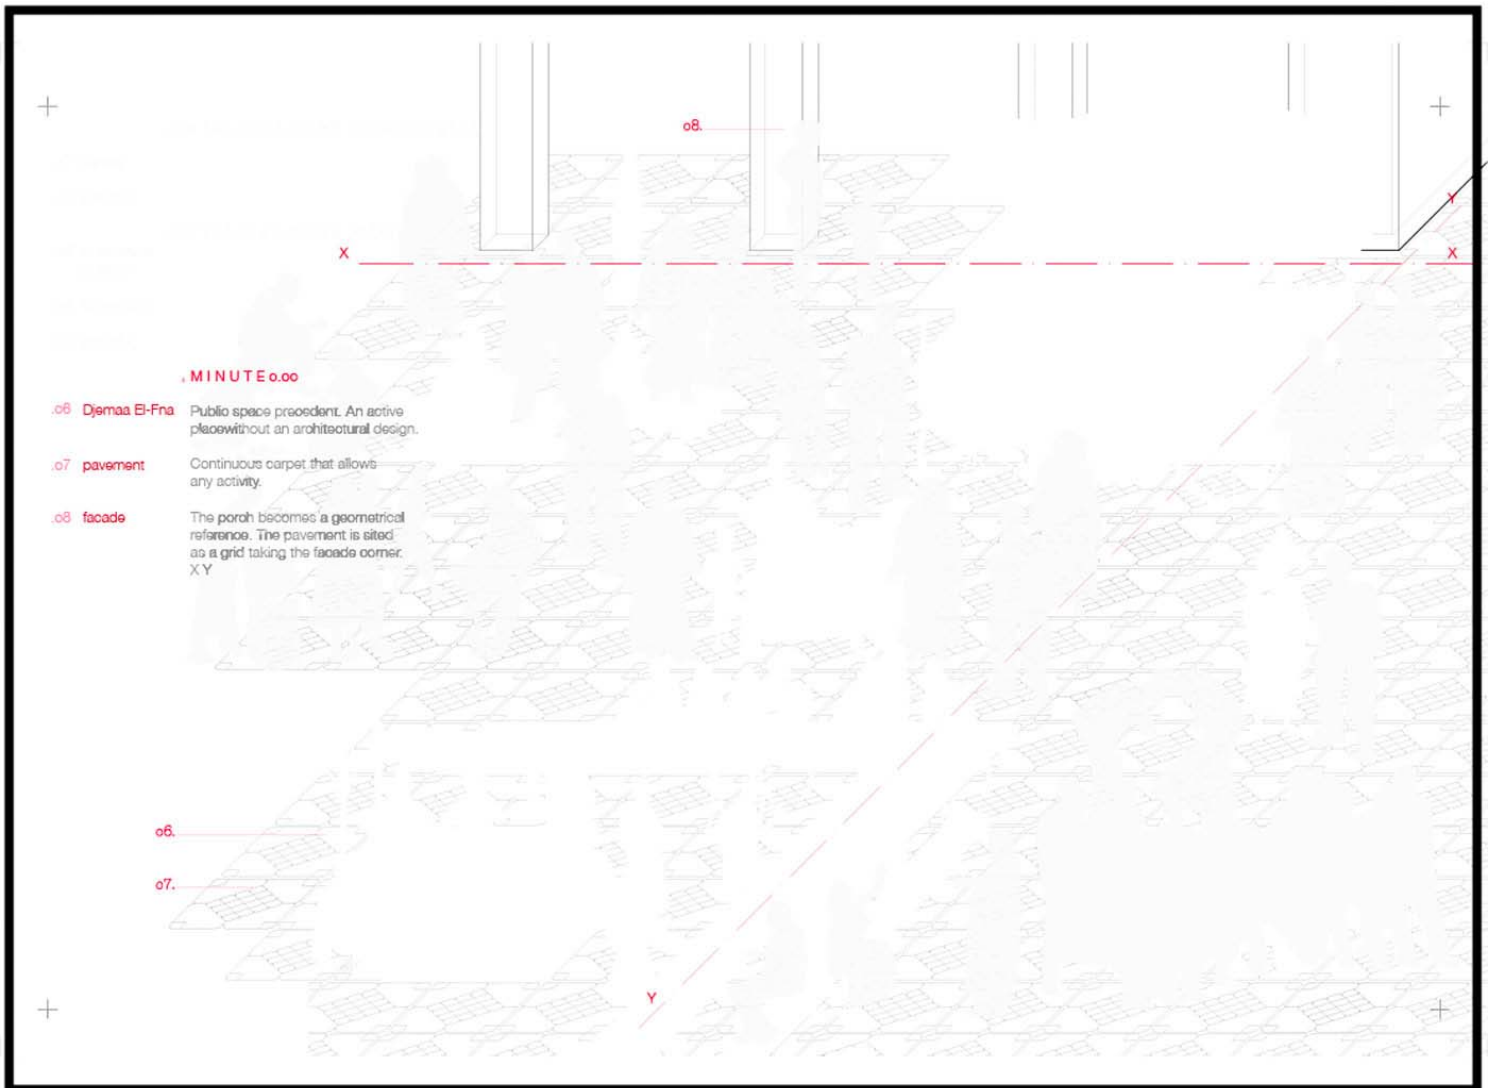 o8.
Y
X
X
MINUTE 0.00
.o6 Djemaa El-Fna Public space precedent. An active
placewithout an architectural design.
.o7 pavement Continuous carpet that allows
any activity.
.o8 facade The porch becomes a geometrical
reference. The pavement is sited
as a grid taking the facade corner.
X Y
o6.
o7.
Y